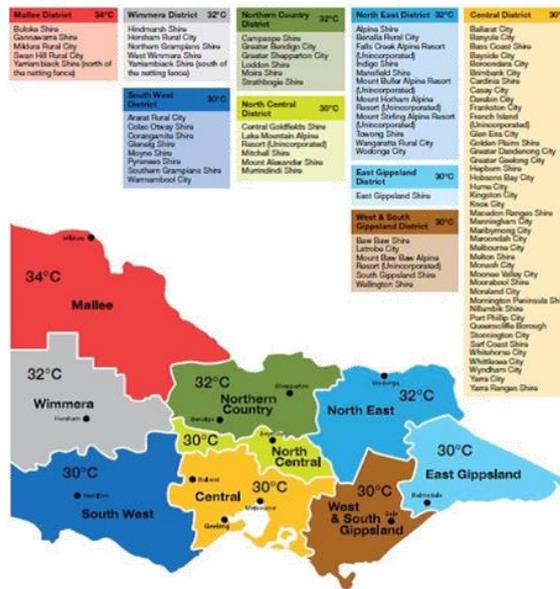 Mallee District 34°C
Buloke Shire
Gannawarra Shire
Mildura Rural City
Swan Hill Rural City
Yarriambiack Shire (north of
the netting fence)
Wimmera District 32°C
Hindmarsh Shire
Horsham Rural City
Northern Grampians Shire
West Wimmera Shire
Yarriambiack Shire (south of
the netting fence)
South West
District 30°C
Ararat Rural City
Colac Otway Shire
Corangamite Shire
Glenelg Shire
Moyne Shire
Pyrenees Shire
Southern Grampians Shire
Warrnambool City
Northern Country
District 32°C
Campaspe Shire
Greater Bendigo City
Greater Shepparton City
Loddon Shire
Moira Shire
Strathbogie Shire
North Central
District 30°C
Central Goldfields Shire
Lake Mountain Alpine
Resort (Unincorporated)
Mitchell Shire
Mount Alexander Shire
Murrindindi Shire
North East District 32°C
Alpine Shire
Benalla Rural City
Falls Creek Alpine Resort
(Unincorporated)
Indigo Shire
Mansfield Shire
Mount Buller Alpine Resort
(Unincorporated)
Mount Hotham Alpine
Resort (Unincorporated)
Mount Stirling Alpine Resort
(Unincorporated)
Towong Shire
Wangaratta Rural City
Wodonga City
East Gippsland
District 30°C
East Gippsland Shire
West & South
Gippsland District 30°C
Baw Baw Shire
Latrobe City
Mount Baw Baw Alpine
Resort (Unincorporated)
South Gippsland Shire
Wellington Shire
Central District 30°C
Ballarat City
Banyule City
Bass Coast Shire
Bayside City
Boroondara City
Brimbank City
Cardinia Shire
Casey City
Darebin City
Frankston City
French Island
(Unincorporated)
Glen Eira City
Golden Plains Shire
Greater Dandenong City
Greater Geelong City
Hepburn Shire
Hobsons Bay City
Hume City
Kingston City
Knox City
Macedon Ranges Shire
Manningham City
Maribyrnong City
Maroondah City
Melbourne City
Melton Shire
Monash City
Moonee Valley City
Moorabool Shire
Moreland City
Mornington Peninsula Sh
Nillumbik Shire
Port Phillip City
Queenscliffe Borough
Stonnington City
Surf Coast Shire
Whitehorse City
Whittlesea City
Wyndham City
Yarra City
Yarra Ranges Shire
Mildura
34°C
Mallee
32°C
Wimmera
Horsham
30°C
Hamilton
South West
32°C
Shepparton
Northern
Country
Bendigo
30°C
North
Central
Ballarat
Central
30°C
Melbourne
Geelong
Wodonga
32°C
North East
30°C
East Gippsland
Bairnsdale
30°C
Sale
West
& South
Gippsland